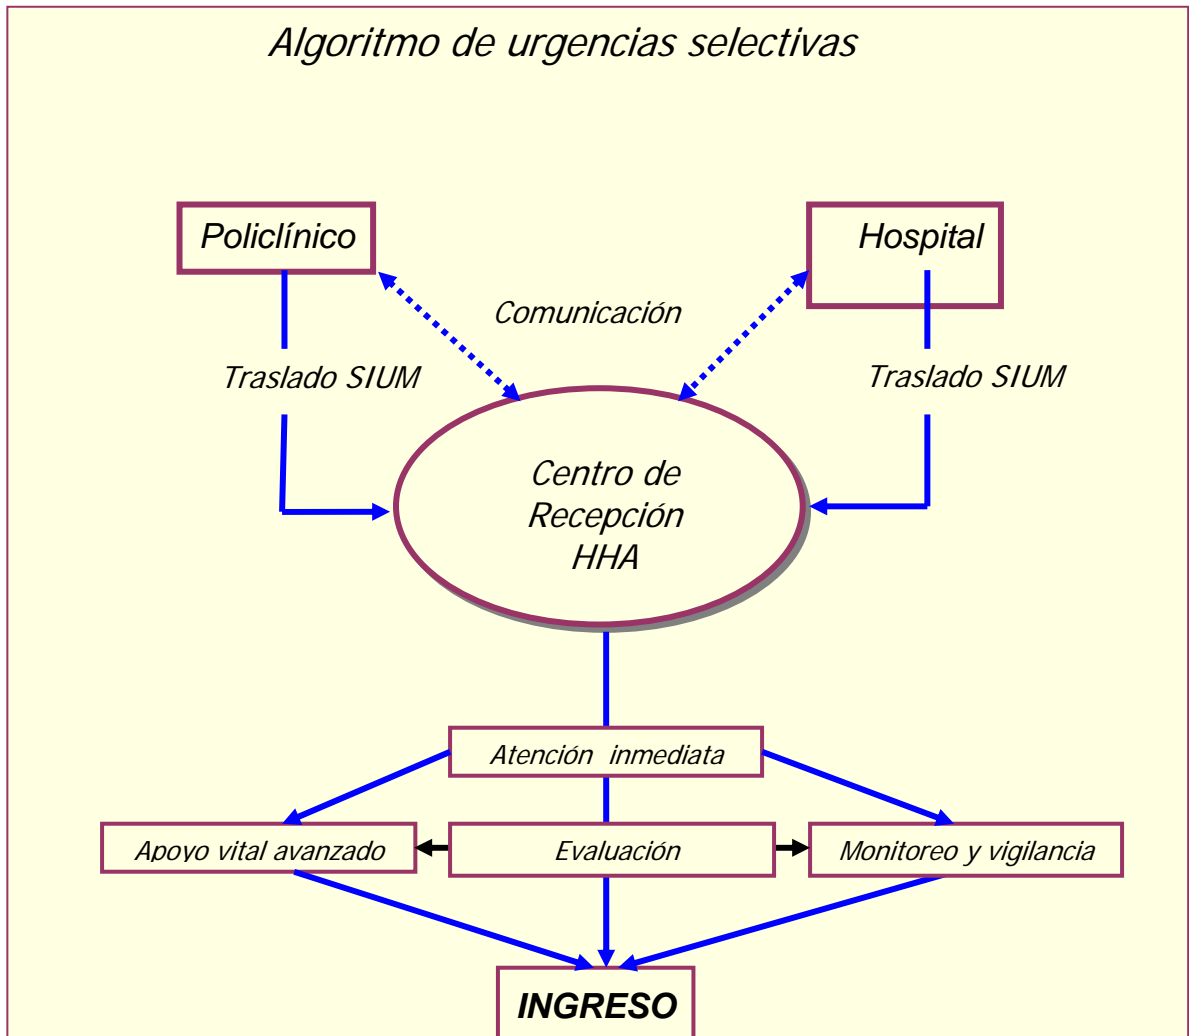 Algoritmo de urgencias selectivas
Policlínico
Hospital
Comunicación
Traslado SIUM
Traslado SIUM
Centro de
Recepción
HHA
Atención inmediata
Apoyo vital avanzado
Evaluación
Monitoreo y vigilancia
INGRESO